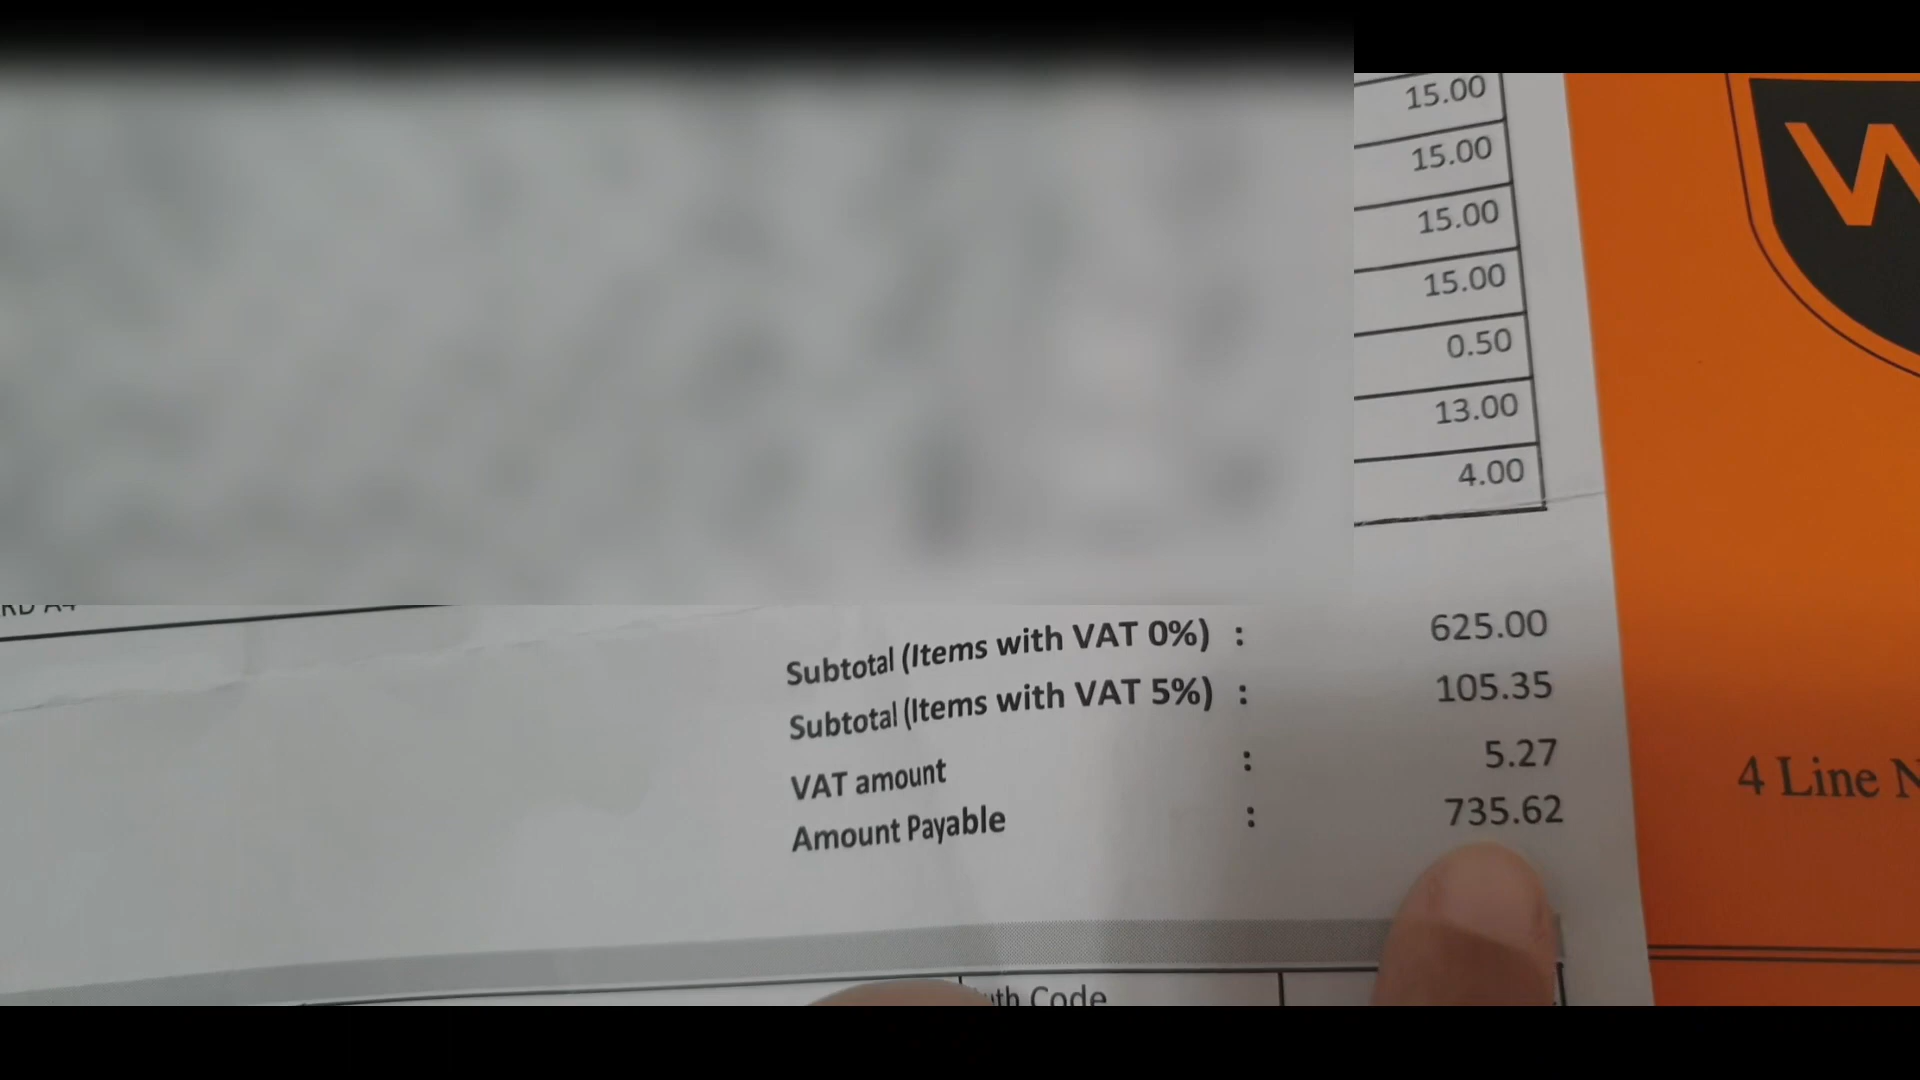 15.00
15.00
15.00
15.00
0.50
13.00
4.00
Subtotal (Items with VAT 0%) : 625.00
Subtotal (Items with VAT 5%) : 105.35
VAT amount : 5.27
Amount Payable : 735.62
Code
W
4 Line